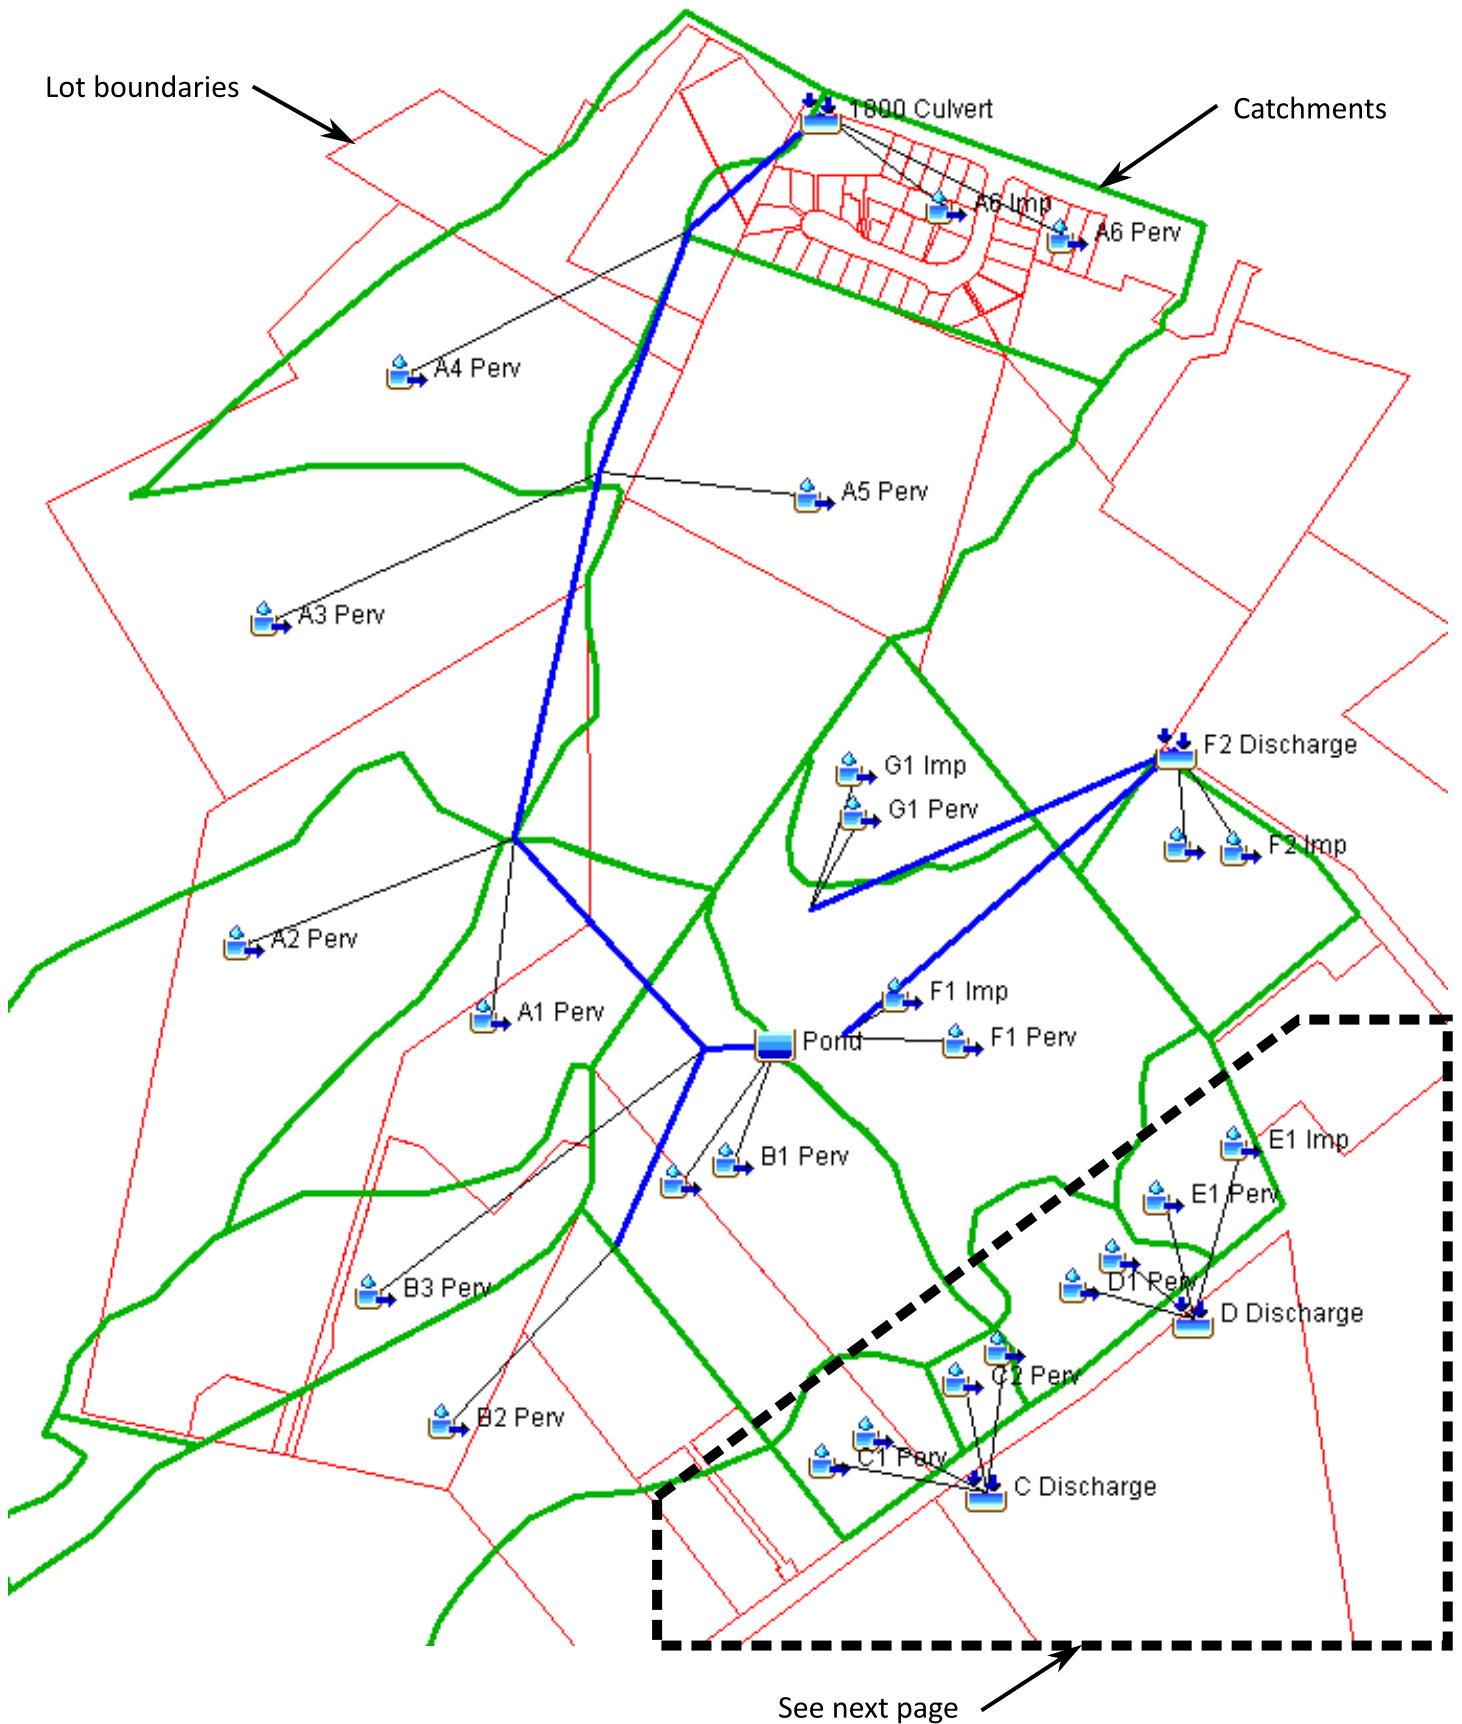 Lot boundaries
1800 Culvert
Catchments
A6 Imp
A6 Perv
A4 Perv
A5 Perv
A3 Perv
F2 Discharge
G1 Imp
G1 Perv
F2 Imp
A2 Perv
F1 Imp
A1 Perv
F1 Perv
Pond
E1 Imp
B1 Perv
E1 Perv
D1 Perv
B3 Perv
D Discharge
C2 Perv
B2 Perv
C1 Perv
C Discharge
See next page